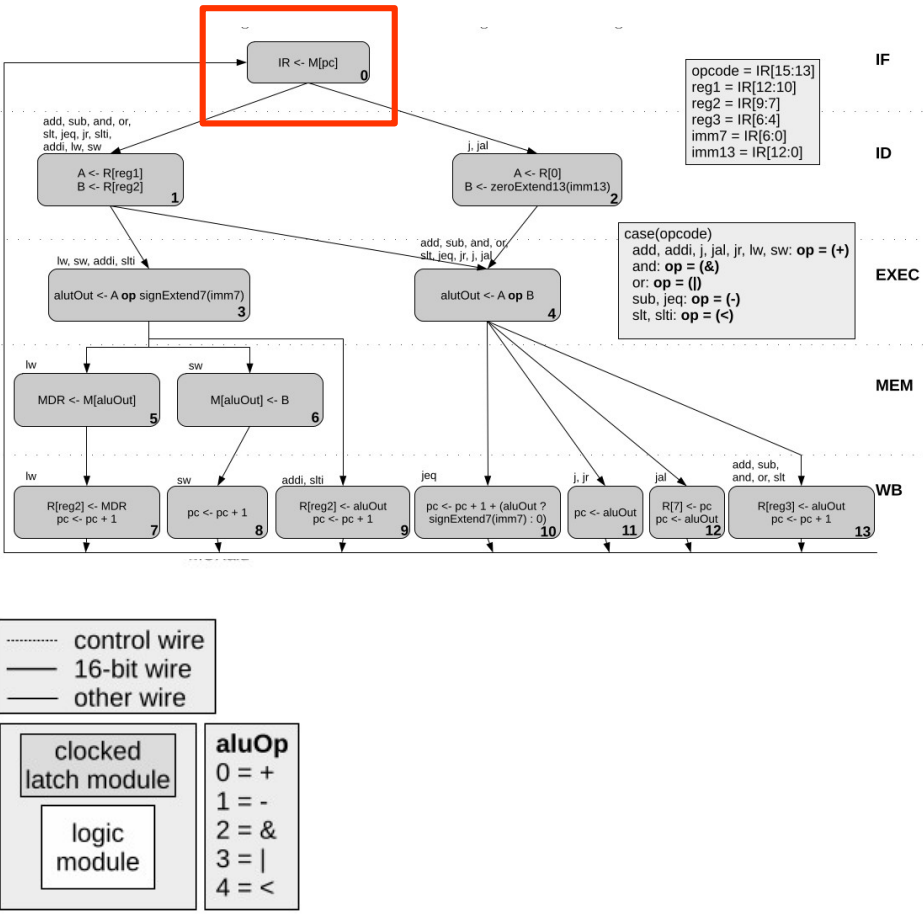 IR <- M[pc]
0
IF
opcode = IR[15:13]
reg1 = IR[12:10]
reg2 = IR[9:7]
reg3 = IR[6:4]
imm7 = IR[6:0]
imm13 = IR[12:0]
add, sub, and, or,
slt, jeq, jr, slti,
addi, lw, sw
j, jal
ID
A <- R[reg1]
B <- R[reg2]
1
A <- R[0]
B <- zeroExtend13(imm13)
2
lw, sw, addi, slti
add, sub, and, or,
slt, jeq, jr, j, jal
case(opcode)
add, addi, j, jal, jr, lw, sw: op = (+)
and: op = (&)
or: op = (|)
sub, jeq: op = (-)
slt, slti: op = (<)
EXEC
alutOut <- A op signExtend7(imm7)
3
alutOut <- A op B
4
lw
sw
MEM
MDR <- M[aluOut]
5
M[aluOut] <- B
6
lw
sw
addi, slti
jeq
j, jr
jal
add, sub,
and, or, slt
WB
R[reg2] <- MDR
pc <- pc + 1
7
pc <- pc + 1
8
R[reg2] <- aluOut
pc <- pc + 1
9
pc <- pc + 1 + (aluOut ?
signExtend7(imm7) : 0)
10
pc <- aluOut
11
R[7] <- pc
pc <- aluOut
12
R[reg3] <- aluOut
pc <- pc + 1
13
control wire
16-bit wire
other wire
clocked
latch module
logic
module
aluOp
0 = +
1 = -
2 = &
3 = |
4 = <